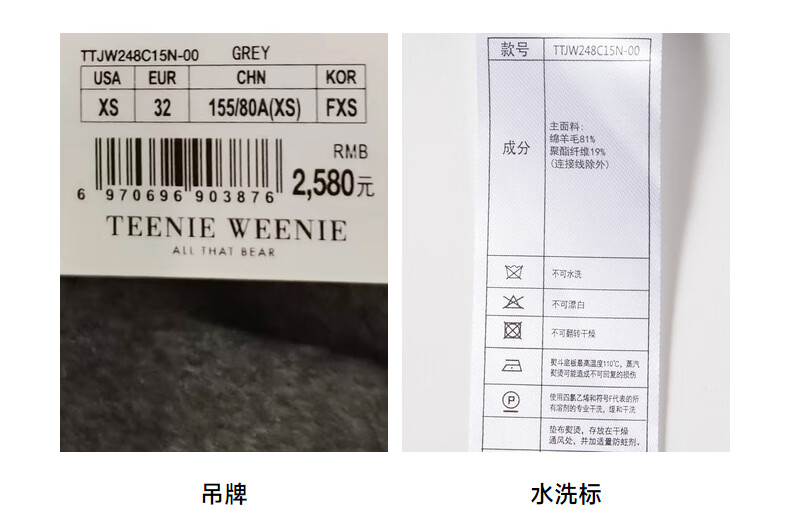 TTJW248C15N-00 GREY
USA EUR CHN KOR
XS 32 155/80A(XS) FXS
RMB
2,580元
6 970696 903876
TEENIE WEENIE
ALL THAT BEAR
吊牌
款号 TTJW248C15N-00
成分
主面料:
绵羊毛81%
聚酯纤维19%
(连接线除外)
不可水洗
不可漂白
不可翻转干燥
熨斗底板最高温度110℃, 蒸汽
熨烫可能造成不可回复的损伤
P
使用四氯乙烯和符号F代表的所
有溶剂的专业干洗, 缓和干洗
垫布熨烫, 存放在干燥
通风处, 并加适量防蛀剂。
水洗标